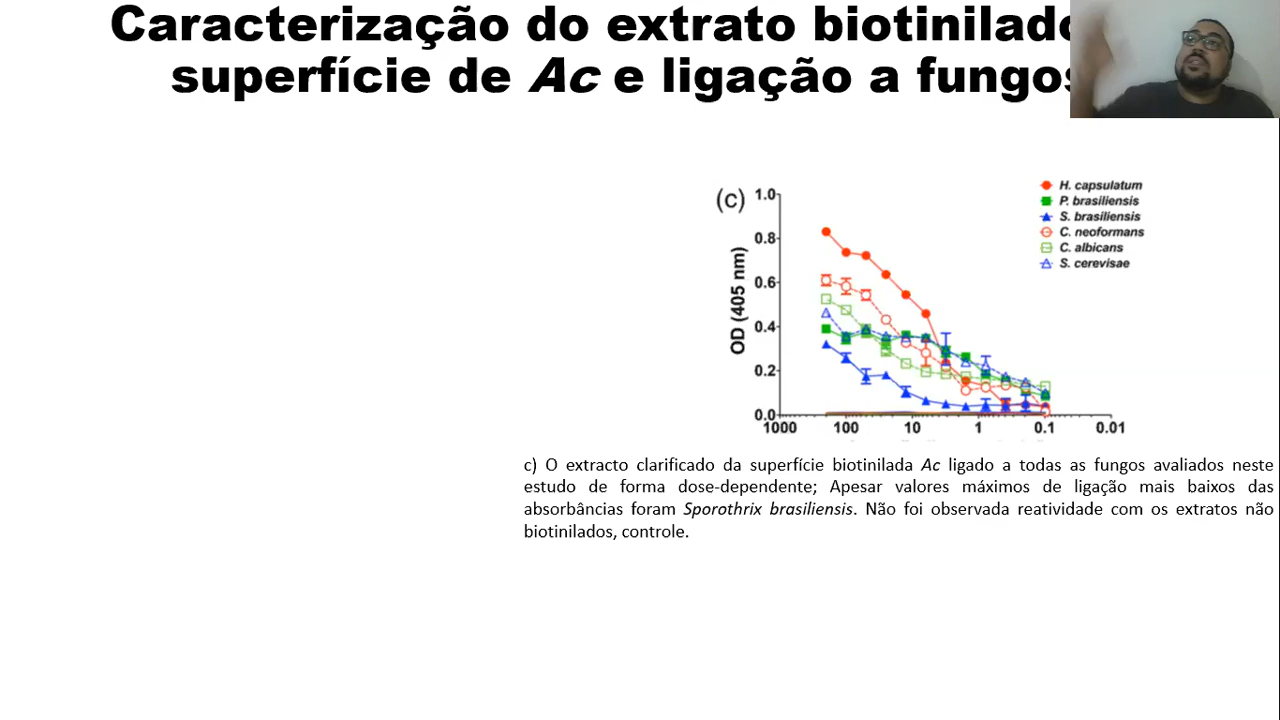 Caracterização do extrato biotinilado
superfície de Ac e ligação a fungos
(c)
1.0
0.8
0.6
0.4
0.2
0.0
OD (405 nm)
1000 100 10 1 0.1 0.01
H. capsulatum
P. brasiliensis
S. brasiliensis
C. neoformans
C. albicans
S. cerevisae
c) O extracto clarificado da superfície biotinilada Ac ligado a todas as fungos avaliados neste
estudo de forma dose-dependente; Apesar valores máximos de ligação mais baixos das
absorbâncias foram Sporothrix brasiliensis. Não foi observada reatividade com os extratos não
biotinilados, controle.